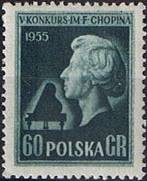 V KONKURS IM. F. CHOPINA
1955
60 POLSKA GR